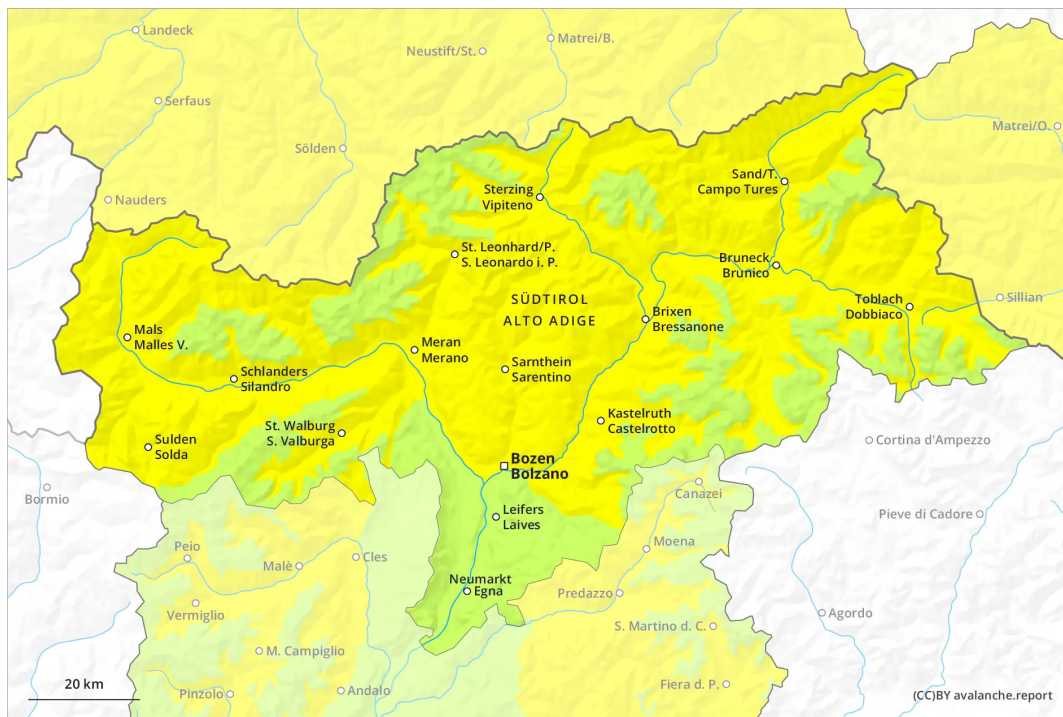 Landeck
Neustift/St.
Matrei/B.
Serfaus
Sölden
Matrei/O.
Nauders
Sand/T.
Campo Tures
Sterzing
Vipiteno
St. Leonhard/P.
S. Leonardo i. P.
Bruneck
Brunico
SÜDTIROL
ALTO ADIGE
Toblach
Dobbiaco
Sillian
Brixen
Bressanone
Mals
Malles V.
Meran
Merano
Sarnthein
Sarentino
Schlanders
Silandro
Kastelruth
Castelrotto
St. Walburg
S. Valburga
Sulden
Solda
Cortina d'Ampezzo
Bozen
Bolzano
Bormio
Canazei
Leifers
Laives
Pieve di Cadore
Moena
Peio
Cles
Malè
Neumarkt
Egna
Predazzo
Vermiglio
Agordo
S. Martino d. C.
M. Campiglio
20 km
Pinzolo
Andalo
Fiera d. P.
(CC)BY avalanche.report